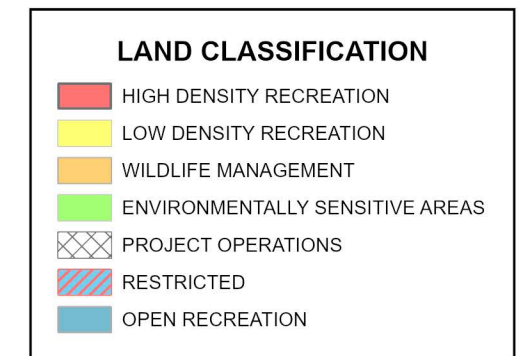 LAND CLASSIFICATION
HIGH DENSITY RECREATION
LOW DENSITY RECREATION
WILDLIFE MANAGEMENT
ENVIRONMENTALLY SENSITIVE AREAS
PROJECT OPERATIONS
RESTRICTED
OPEN RECREATION